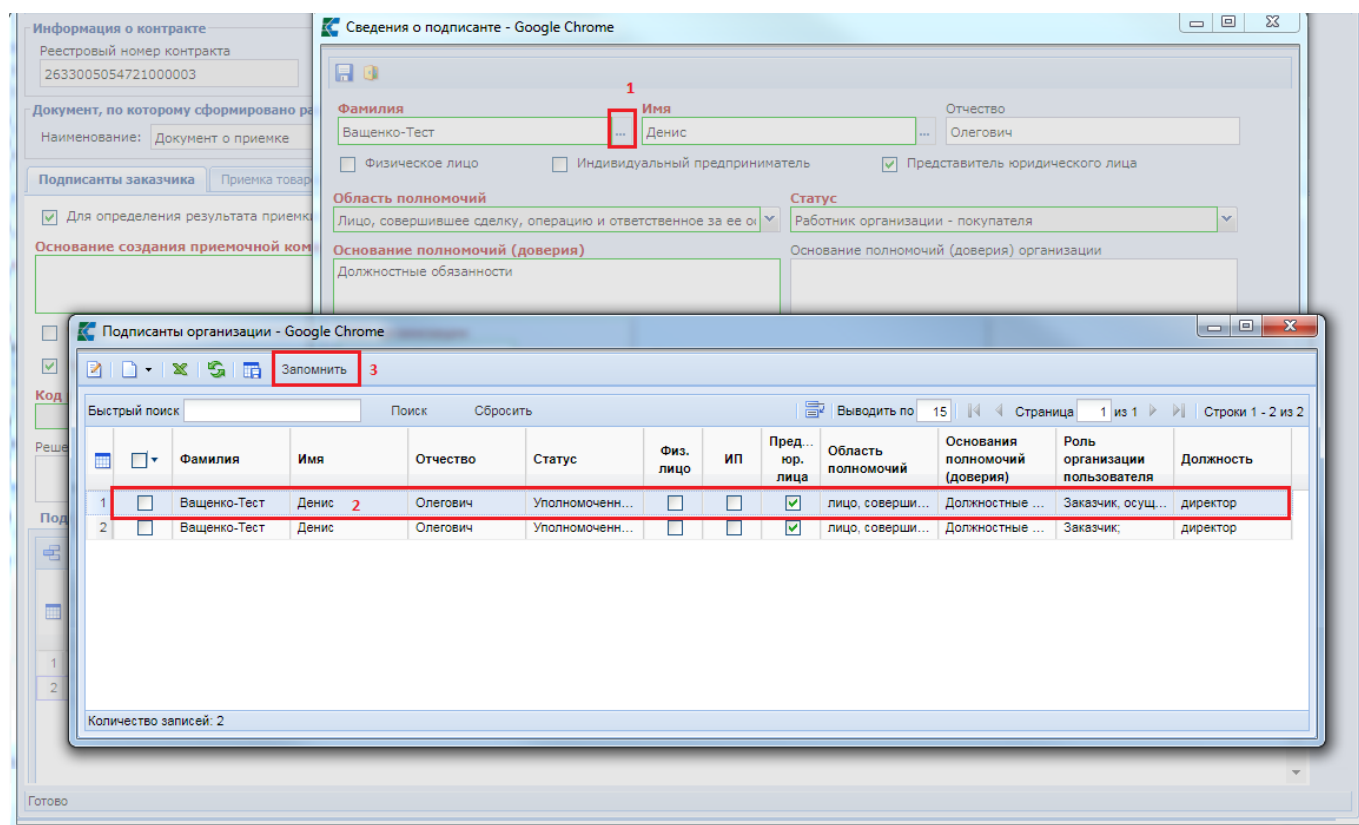 Информация о контракте
Реестровый номер контракта
2633005054721000003
Документ, по которому сформировано ра
Наименование: Документ о приемке
Подписанты заказчика Приемка товар
Для определения результата приемки
Основание создания приемочной ком
Код
Реше
Под
1
2
Готово
Сведения о подписанте - Google Chrome
1
Фамилия Имя Отчество
Ващенко-Тест ... Денис ... Олегович
Физическое лицо Индивидуальный предприниматель Представитель юридического лица
Область полномочий Статус
Лицо, совершившее сделку, операцию и ответственное за ее о Работник организации - покупателя
Основание полномочий (доверия) Основание полномочий (доверия) организации
Должностные обязанности
Подписанты организации - Google Chrome
Запомнить 3
Быстрый поиск Поиск Сбросить Выводить по 15 Страница 1 из 1 Строки 1 - 2 из 2
Фамилия Имя Отчество Статус Физ. лицо ИП Пред... юр. лица Область полномочий Основания полномочий (доверия) Роль организации пользователя Должность
1 Ващенко-Тест Денис 2 Олегович Уполномоченн... лицо, соверши... Должностные ... Заказчик, осущ... директор
2 Ващенко-Тест Денис Олегович Уполномоченн... лицо, соверши... Должностные ... Заказчик; директор
Количество записей: 2